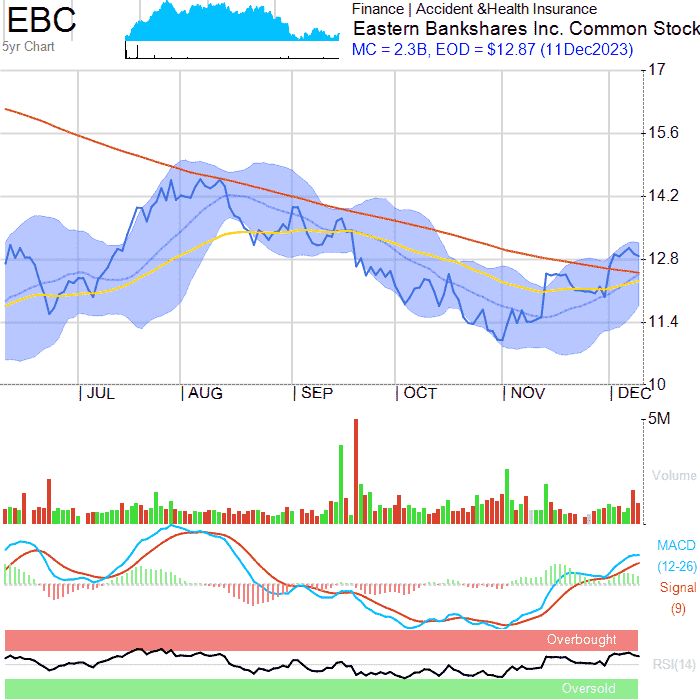 EBC
5yr Chart
Finance | Accident &Health Insurance
Eastern Bankshares Inc. Common Stock
MC = 2.3B, EOD = $12.87 (11Dec2023)
17
15.6
14.2
12.8
11.4
10
JUL AUG SEP OCT NOV DEC
5M
Volume
MACD
(12-26)
Signal
(9)
Overbought
RSI(14)
Oversold